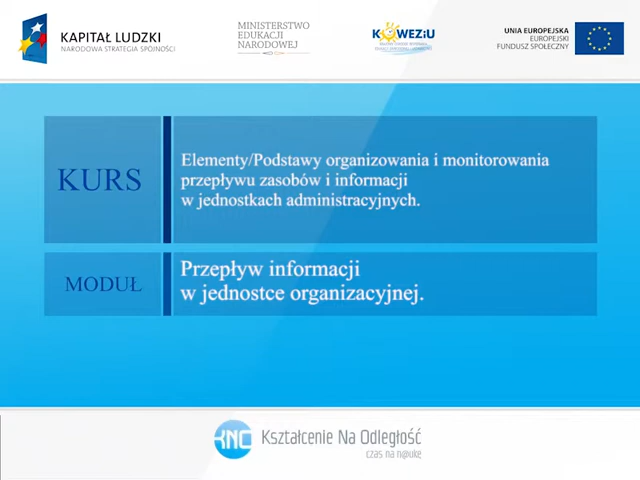 KAPITAŁ LUDZKI
NARODOWA STRATEGIA SPÓJNOŚCI
MINISTERSTWO
EDUKACJI
NARODOWEJ
KOWEZiU
UNIA EUROPEJSKA
EUROPEJSKI
FUNDUSZ SPOŁECZNY
KURS
Elementy/Podstawy organizowania i monitorowania
przepływu zasobów i informacji
w jednostkach administracyjnych.
MODUŁ
Przepływ informacji
w jednostce organizacyjnej.
KNO Kształcenie Na Odległość
czas na n@ukę